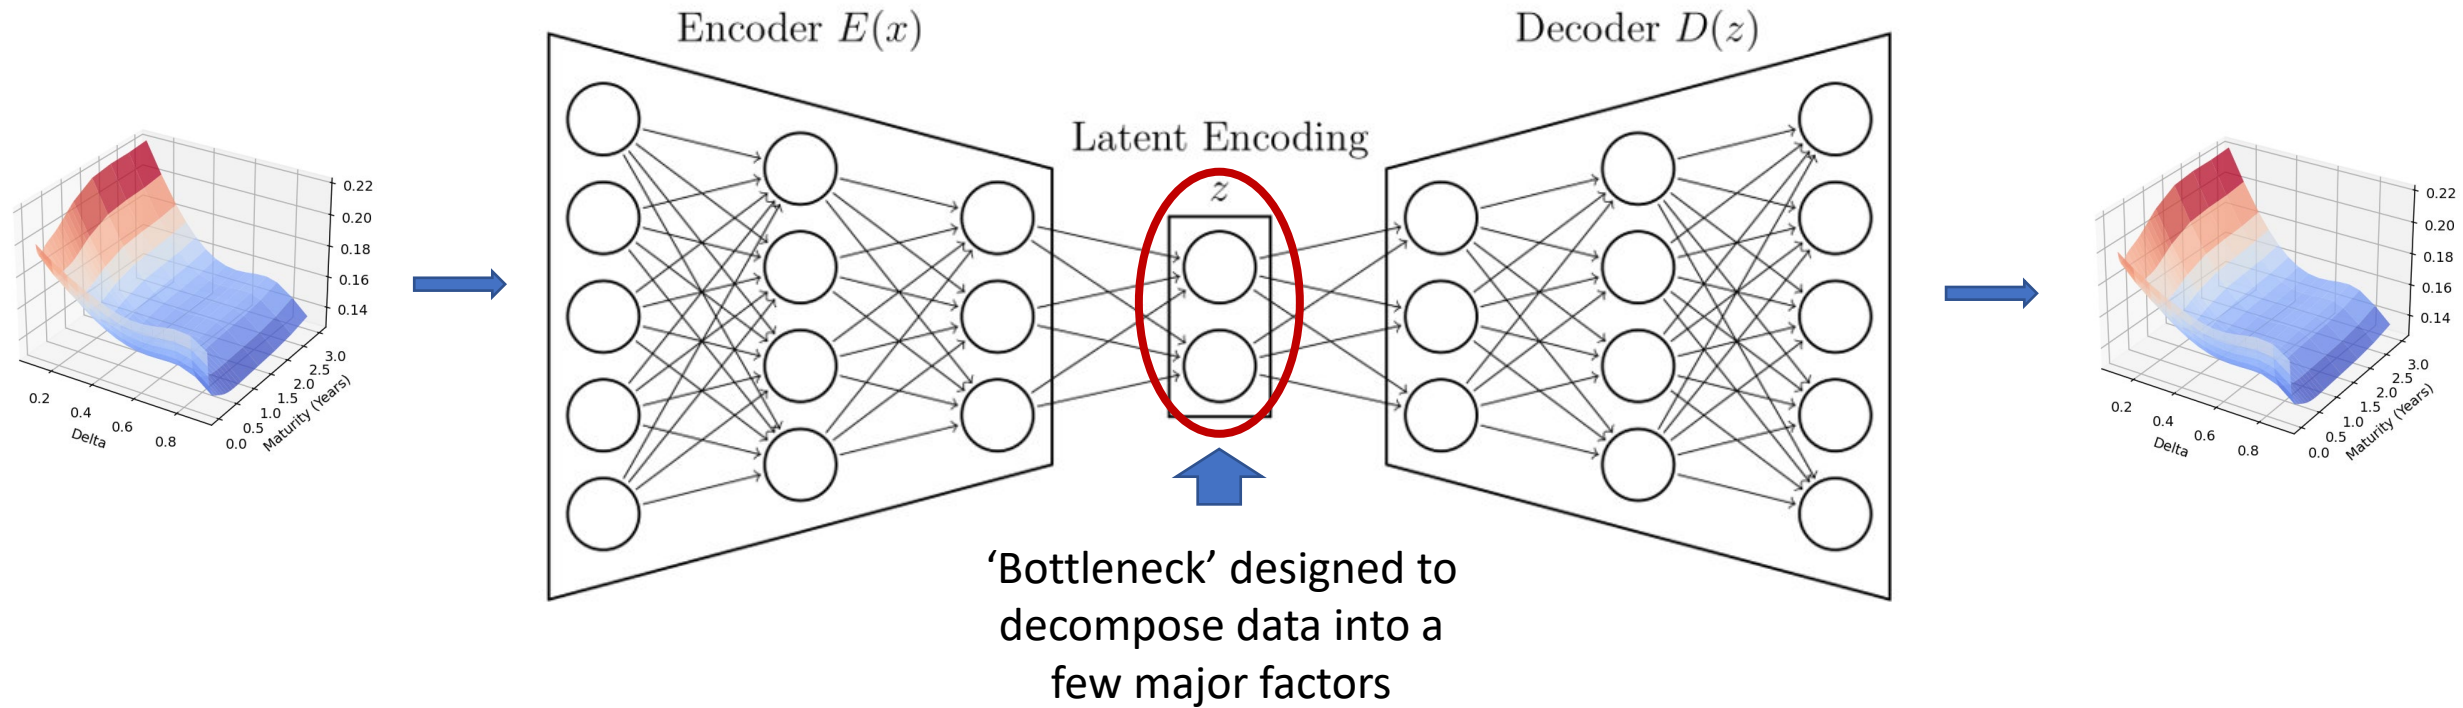 Encoder E(x)
Decoder D(z)
Latent Encoding
z
0.22
0.20
0.18
0.16
0.14
3.0
2.5
2.0
1.5
1.0
0.5
0.0
Maturity (Years)
0.2
0.4
0.6
0.8
Delta
0.22
0.20
0.18
0.16
0.14
3.0
2.5
2.0
1.5
1.0
0.5
0.0
Maturity (Years)
0.2
0.4
0.6
0.8
Delta
‘Bottleneck’ designed to
decompose data into a
few major factors